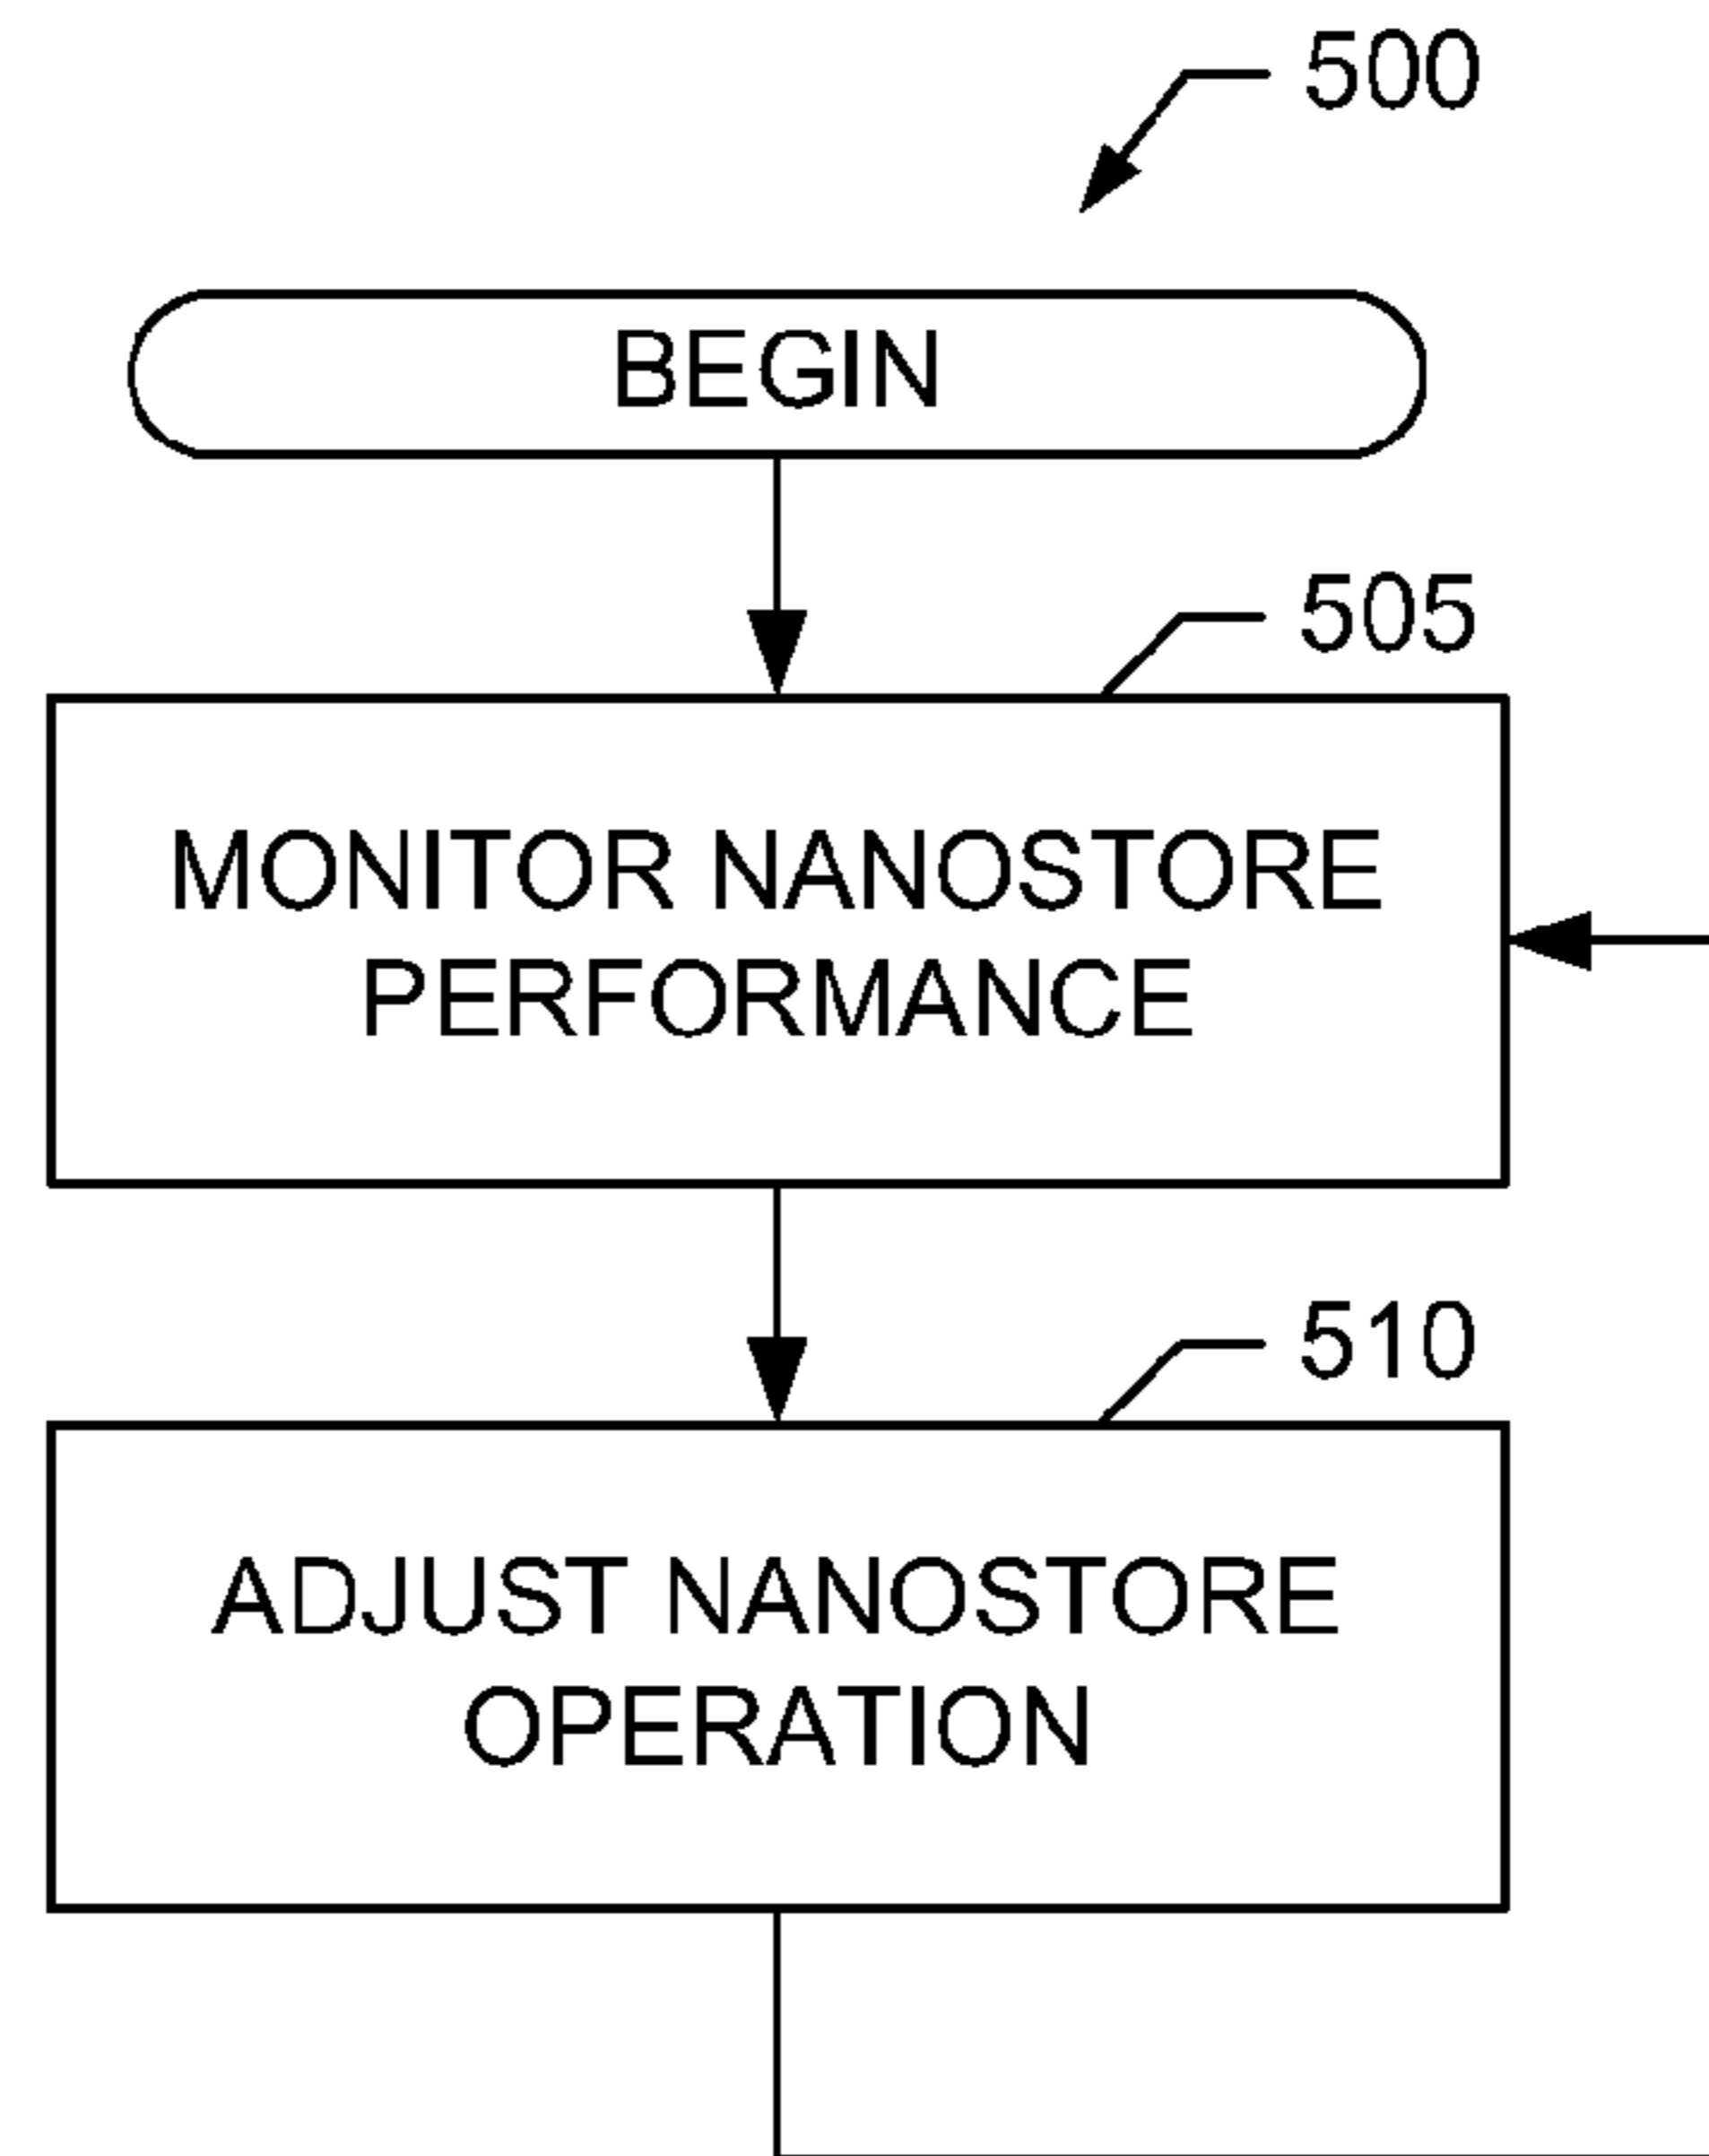 500
BEGIN
505
MONITOR NANOSTORE
PERFORMANCE
510
ADJUST NANOSTORE
OPERATION